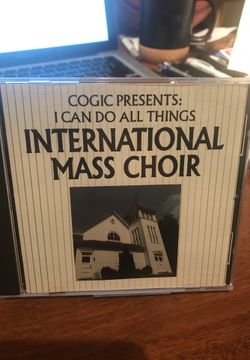 COGIC PRESENTS:
I CAN DO ALL THINGS
INTERNATIONAL
MASS CHOIR